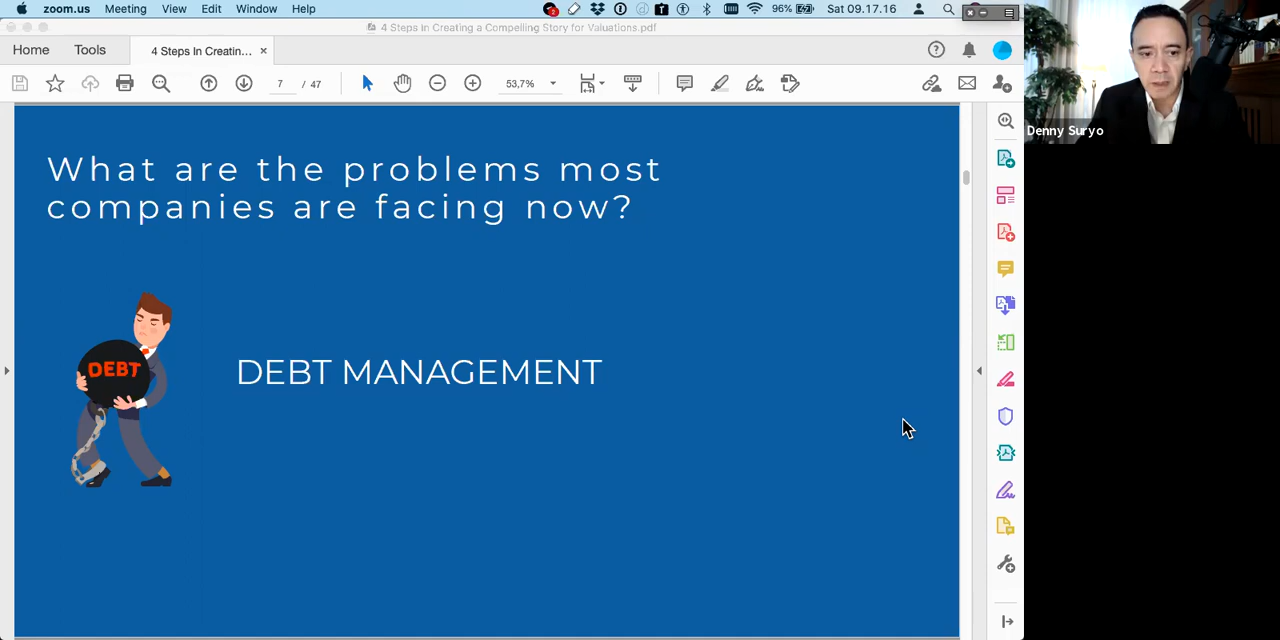 zoom.us Meeting View Edit Window Help 2 96% Sat 09.17.16
4 Steps In Creating a Compelling Story for Valuations.pdf
Home Tools 4 Steps In Creatin... ×
7 / 47 53,7%
What are the problems most
companies are facing now?
DEBT
DEBT MANAGEMENT
Denny Suryo